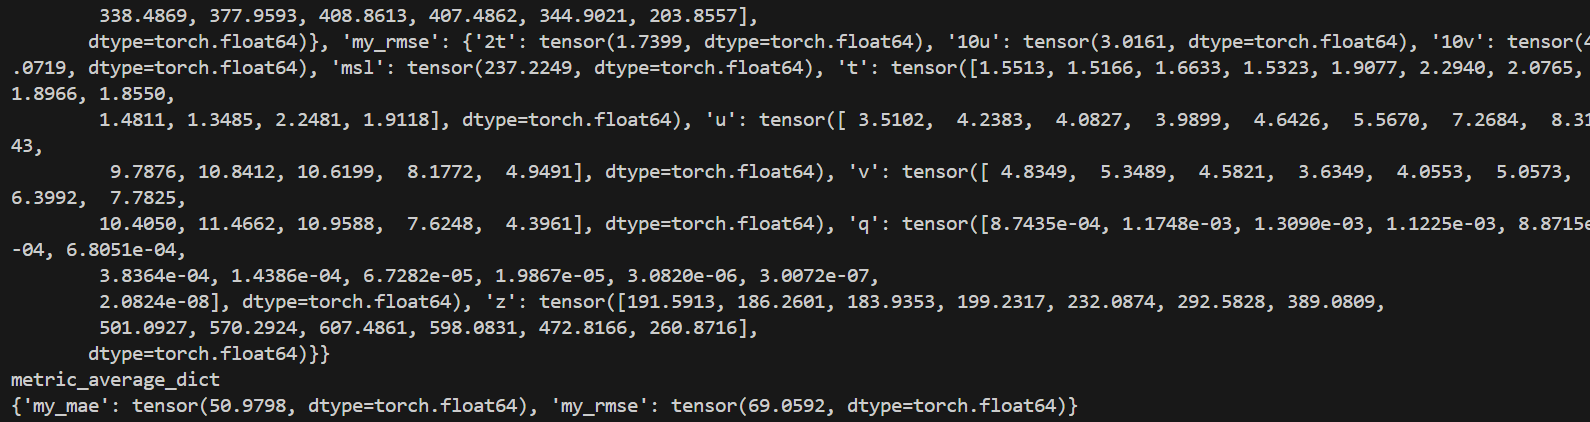 338.4869, 377.9593, 408.8613, 407.4862, 344.9021, 203.8557],
dtype=torch.float64)}, 'my_rmse': {'2t': tensor(1.7399, dtype=torch.float64), '10u': tensor(3.0161, dtype=torch.float64), '10v': tensor(4
.0719, dtype=torch.float64), 'msl': tensor(237.2249, dtype=torch.float64), 't': tensor([1.5513, 1.5166, 1.6633, 1.5323, 1.9077, 2.2940, 2.0765,
1.8966, 1.8550,
1.4811, 1.3485, 2.2481, 1.9118], dtype=torch.float64), 'u': tensor([ 3.5102,  4.2383,  4.0827,  3.9899,  4.6426,  5.5670,  7.2684,  8.31
43,
9.7876, 10.8412, 10.6199,  8.1772,  4.9491], dtype=torch.float64), 'v': tensor([ 4.8349,  5.3489,  4.5821,  3.6349,  4.0553,  5.0573,
6.3992,  7.7825,
10.4050, 11.4662, 10.9588,  7.6248,  4.3961], dtype=torch.float64), 'q': tensor([8.7435e-04, 1.1748e-03, 1.3090e-03, 1.1225e-03, 8.8715e
-04, 6.8051e-04,
3.8364e-04, 1.4386e-04, 6.7282e-05, 1.9867e-05, 3.0820e-06, 3.0072e-07,
2.0824e-08], dtype=torch.float64), 'z': tensor([191.5913, 186.2601, 183.9353, 199.2317, 232.0874, 292.5828, 389.0809,
501.0927, 570.2924, 607.4861, 598.0831, 472.8166, 260.8716],
dtype=torch.float64)}}
metric_average_dict
{'my_mae': tensor(50.9798, dtype=torch.float64), 'my_rmse': tensor(69.0592, dtype=torch.float64)}